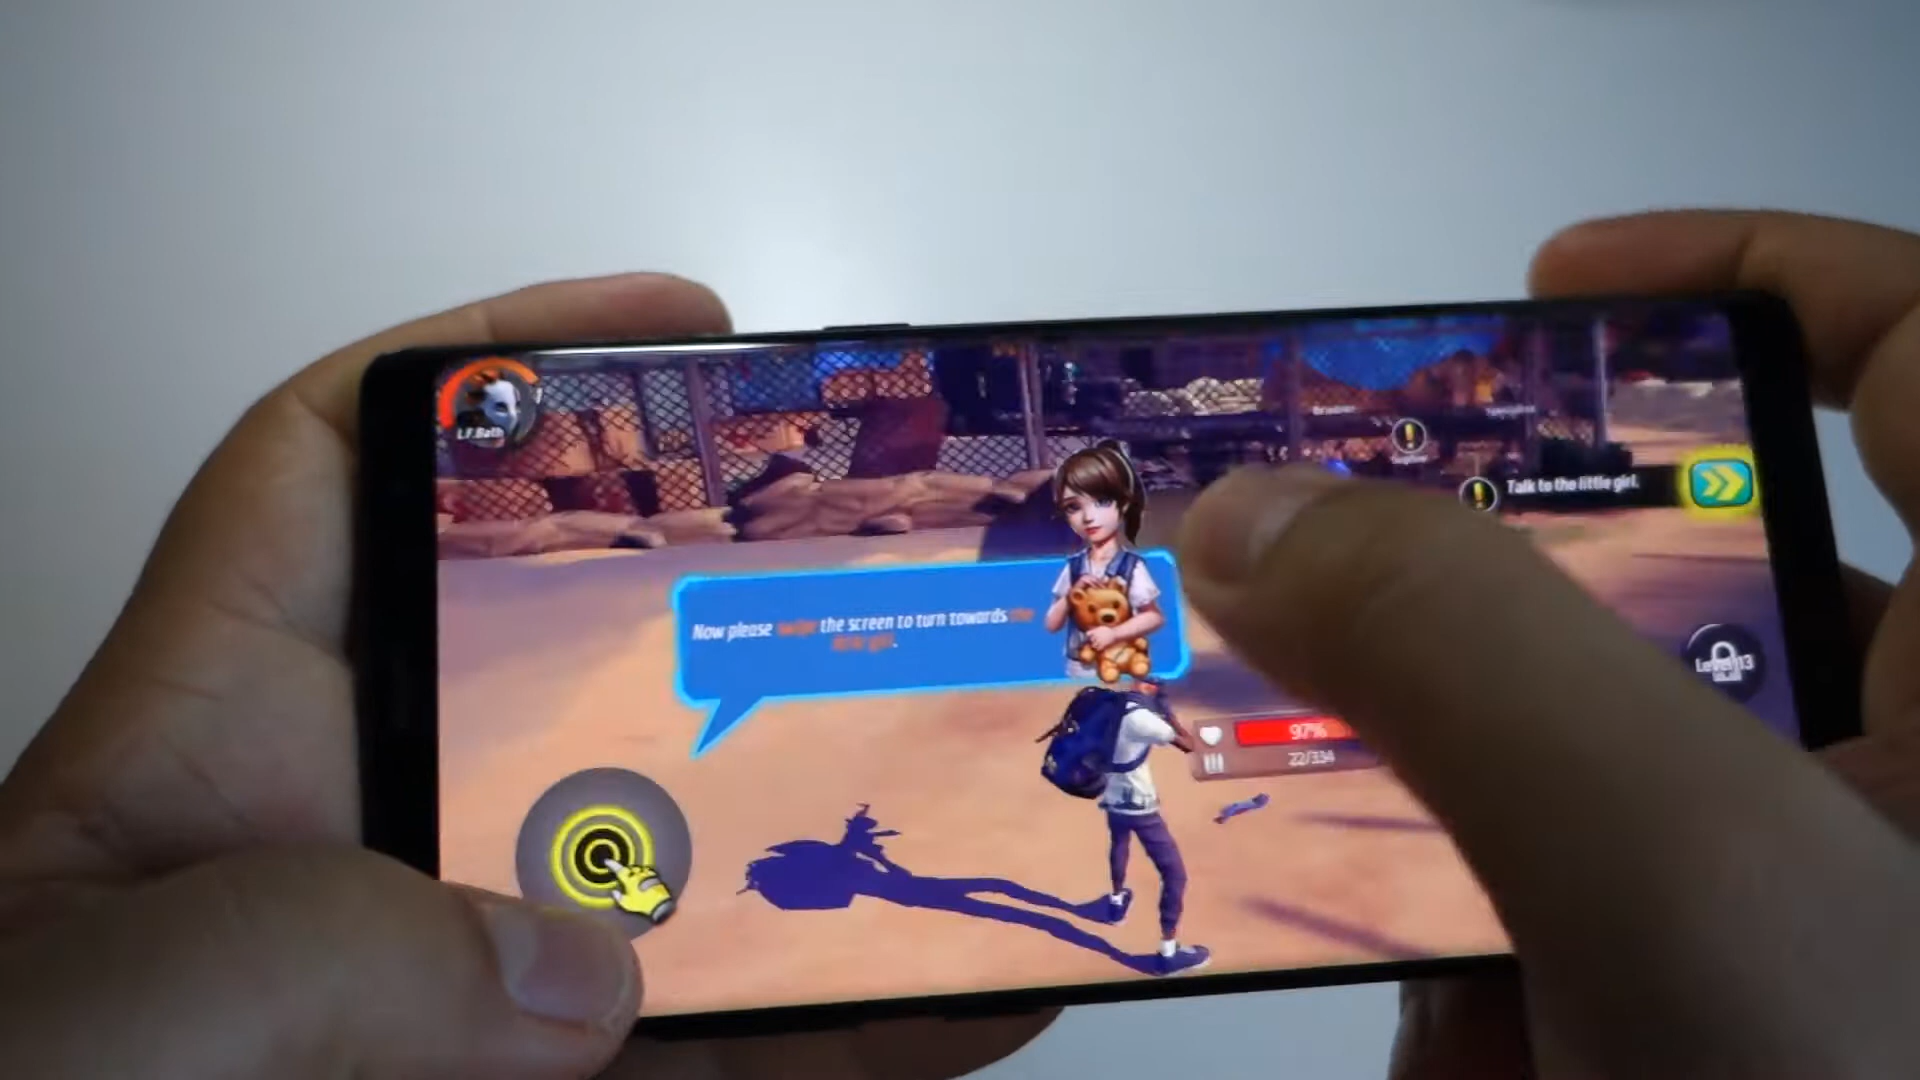 L.F.Bath
Talk to the little girl.
Now please swipe the screen to turn towards the
little girl.
Level 13
97%
22/334